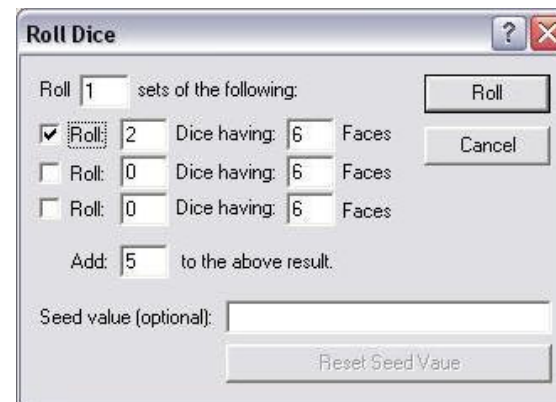 Roll Dice
Roll 1 sets of the following:
Roll
Roll: 2 Dice having: 6 Faces
Cancel
Roll: 0 Dice having: 6 Faces
Roll: 0 Dice having: 6 Faces
Add: 5 to the above result.
Seed value (optional):
Reset Seed Vaue